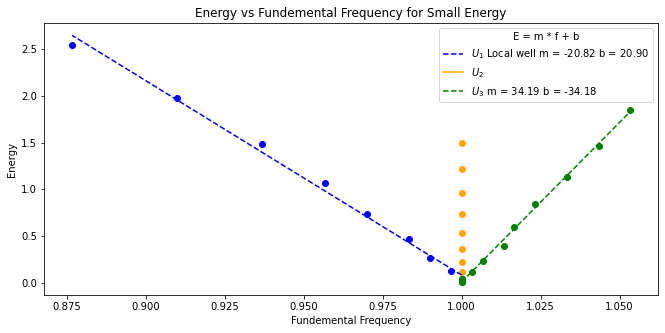 Energy vs Fundemental Frequency for Small Energy
E = m * f + b
U₁ Local well m = -20.82 b = 20.90
U₂
U₃ m = 34.19 b = -34.18
Energy
2.5
2.0
1.5
1.0
0.5
0.0
0.875
0.900
0.925
0.950
0.975
1.000
1.025
1.050
Fundemental Frequency